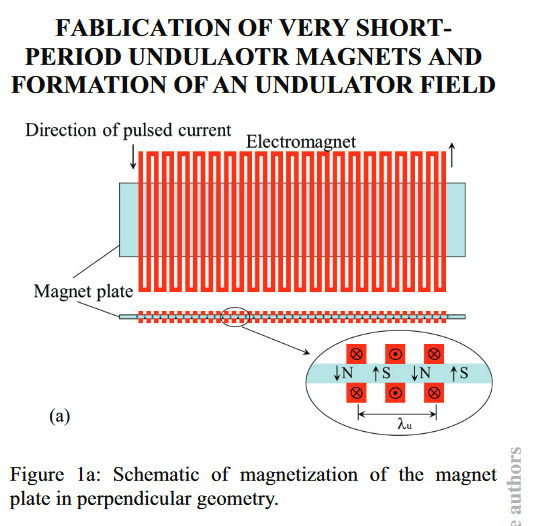 FABLICATION OF VERY SHORT-
PERIOD UNDULAOTR MAGNETS AND
FORMATION OF AN UNDULATOR FIELD
Direction of pulsed current
Electromagnet
Magnet plate
↓N ↑S ↓N ↑S
λu
(a)
Figure 1a: Schematic of magnetization of the magnet
plate in perpendicular geometry.
e authors